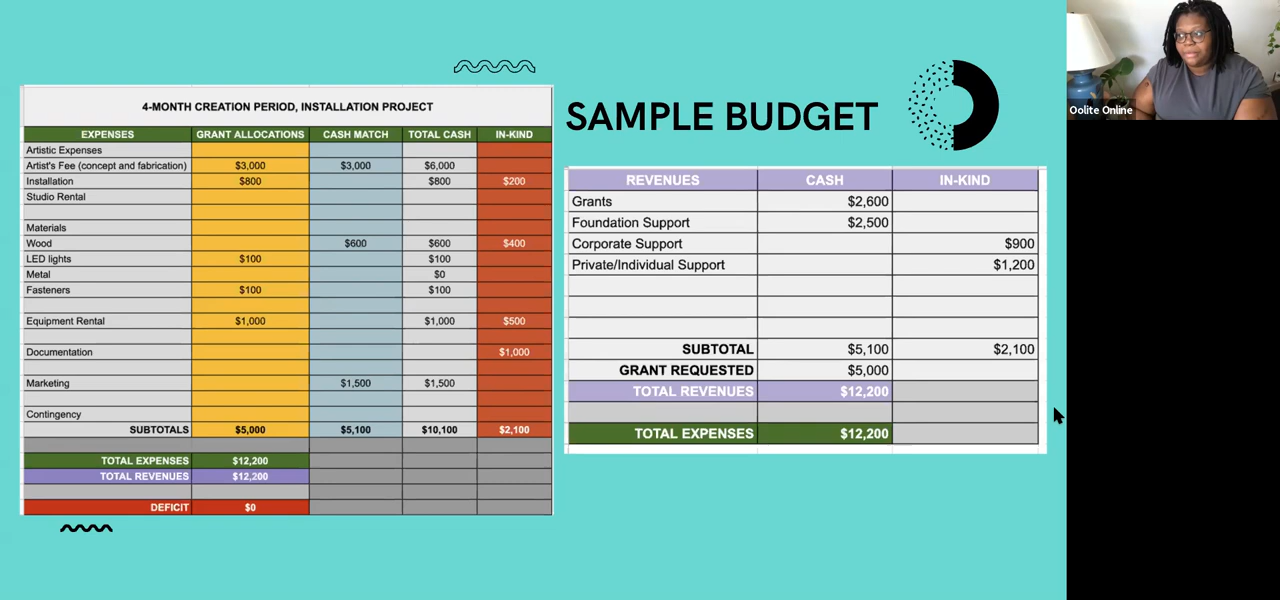 4-MONTH CREATION PERIOD, INSTALLATION PROJECT
EXPENSES GRANT ALLOCATIONS CASH MATCH TOTAL CASH IN-KIND
Artistic Expenses
Artist's Fee (concept and fabrication) $3,000 $3,000 $6,000
Installation $800 $800 $200
Studio Rental
Materials
Wood $600 $600 $400
LED lights $100 $100
Metal $0
Fasteners $100 $100
Equipment Rental $1,000 $1,000 $500
Documentation $1,000
Marketing $1,500 $1,500
Contingency
SUBTOTALS $5,000 $5,100 $10,100 $2,100
TOTAL EXPENSES $12,200
TOTAL REVENUES $12,200
DEFICIT $0
SAMPLE BUDGET
REVENUES CASH IN-KIND
Grants $2,600
Foundation Support $2,500
Corporate Support $900
Private/Individual Support $1,200
SUBTOTAL $5,100 $2,100
GRANT REQUESTED $5,000
TOTAL REVENUES $12,200
TOTAL EXPENSES $12,200
Oolite Online